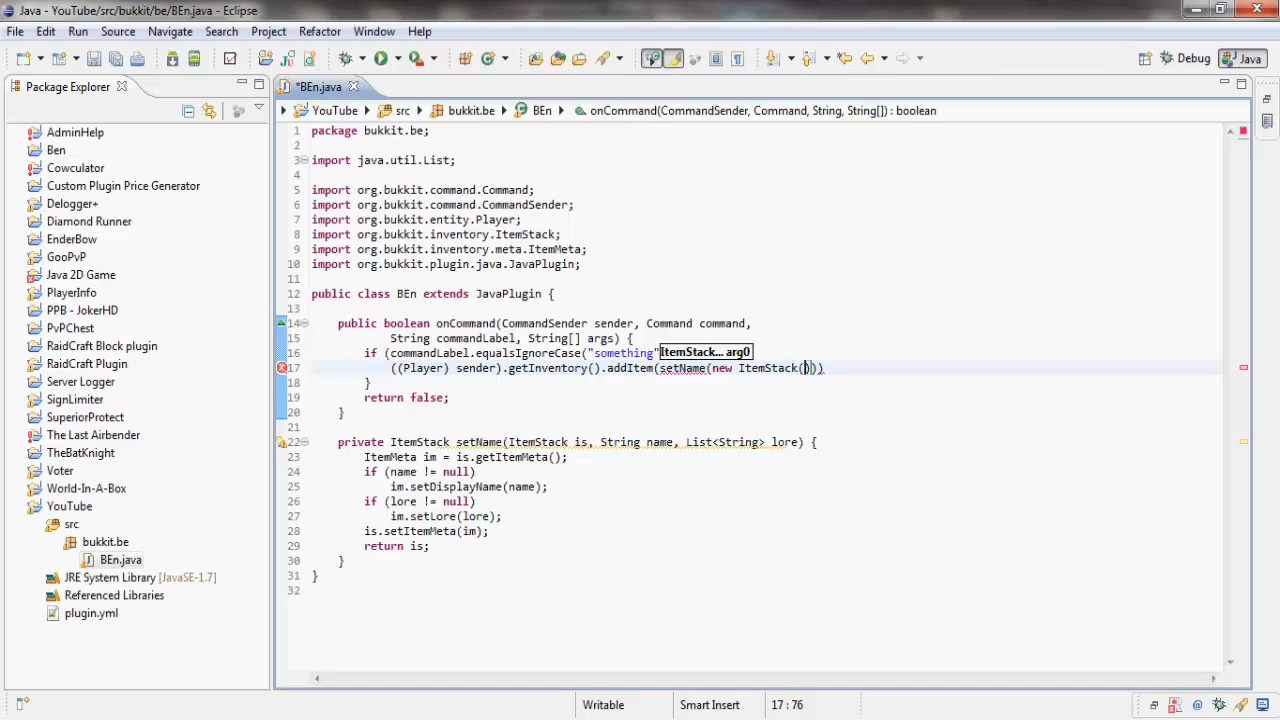 Java - YouTube/src/bukkit/be/BEn.java - Eclipse
File Edit Run Source Navigate Search Project Refactor Window Help
Debug Java
Package Explorer
AdminHelp
Ben
Cowculator
Custom Plugin Price Generator
Delogger+
Diamond Runner
EnderBow
GooPvP
Java 2D Game
PlayerInfo
PPB - JokerHD
PvPChest
RaidCraft Block plugin
RaidCraft Plugin
Server Logger
SignLimiter
SuperiorProtect
The Last Airbender
TheBatKnight
Voter
World-In-A-Box
YouTube
src
bukkit.be
BEn.java
JRE System Library [JavaSE-1.7]
Referenced Libraries
plugin.yml
*BEn.java
YouTube src bukkit.be BEn onCommand(CommandSender, Command, String, String[]) : boolean
1 package bukkit.be;
2
3 import java.util.List;
4
5 import org.bukkit.command.Command;
6 import org.bukkit.command.CommandSender;
7 import org.bukkit.entity.Player;
8 import org.bukkit.inventory.ItemStack;
9 import org.bukkit.inventory.meta.ItemMeta;
10 import org.bukkit.plugin.java.JavaPlugin;
11
12 public class BEn extends JavaPlugin {
13
14 public boolean onCommand(CommandSender sender, Command command,
15 String commandLabel, String[] args) {
16 if (commandLabel.equalsIgnoreCase("something"
ItemStack... arg0
17 ((Player) sender).getInventory().addItem(setName(new ItemStack()))
18 }
19 return false;
20 }
21
22 private ItemStack setName(ItemStack is, String name, List<String> lore) {
23 ItemMeta im = is.getItemMeta();
24 if (name != null)
25 im.setDisplayName(name);
26 if (lore != null)
27 im.setLore(lore);
28 is.setItemMeta(im);
29 return is;
30 }
31 }
32
Writable Smart Insert 17 : 76